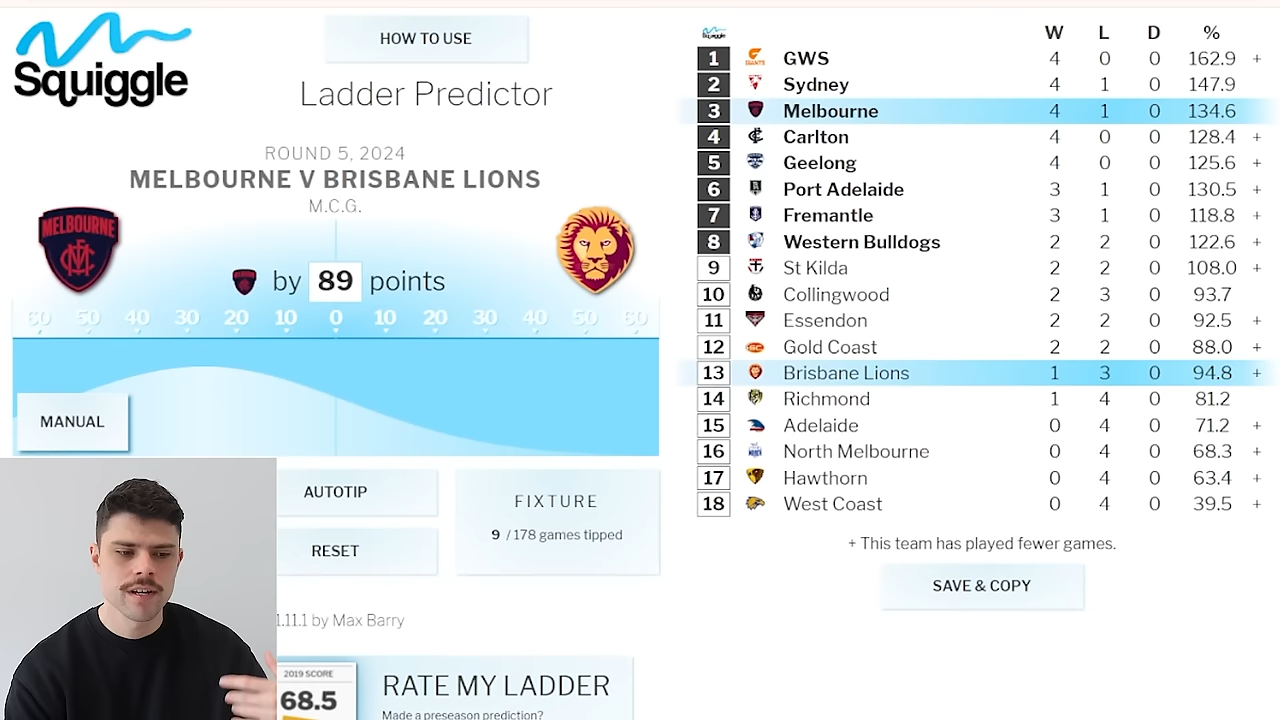 Squiggle
HOW TO USE
Ladder Predictor
ROUND 5, 2024
MELBOURNE V BRISBANE LIONS
M.C.G.
MELBOURNE
by 89 points
60 50 40 30 20 10 0 10 20 30 40 50 60
MANUAL
AUTOTIP
RESET
FIXTURE
9 / 178 games tipped
1.11.1 by Max Barry
2019 SCORE
68.5
RATE MY LADDER
Made a preseason prediction?
W L D %
1 GWS 4 0 0 162.9 +
2 Sydney 4 1 0 147.9
3 Melbourne 4 1 0 134.6
4 Carlton 4 0 0 128.4 +
5 Geelong 4 0 0 125.6 +
6 Port Adelaide 3 1 0 130.5 +
7 Fremantle 3 1 0 118.8 +
8 Western Bulldogs 2 2 0 122.6 +
9 St Kilda 2 2 0 108.0 +
10 Collingwood 2 3 0 93.7
11 Essendon 2 2 0 92.5 +
12 Gold Coast 2 2 0 88.0 +
13 Brisbane Lions 1 3 0 94.8 +
14 Richmond 1 4 0 81.2
15 Adelaide 0 4 0 71.2 +
16 North Melbourne 0 4 0 68.3 +
17 Hawthorn 0 4 0 63.4 +
18 West Coast 0 4 0 39.5 +
+ This team has played fewer games.
SAVE & COPY